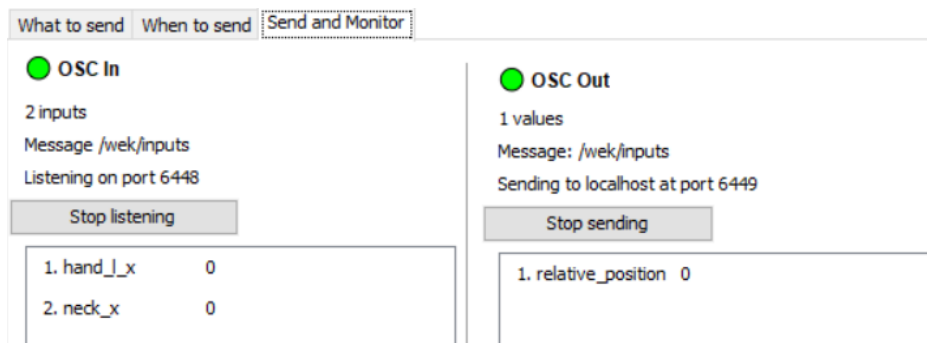 What to send When to send Send and Monitor
OSC In
2 inputs
Message /wek/inputs
Listening on port 6448
Stop listening
1. hand_l_x 0
2. neck_x 0
OSC Out
1 values
Message: /wek/inputs
Sending to localhost at port 6449
Stop sending
1. relative_position 0